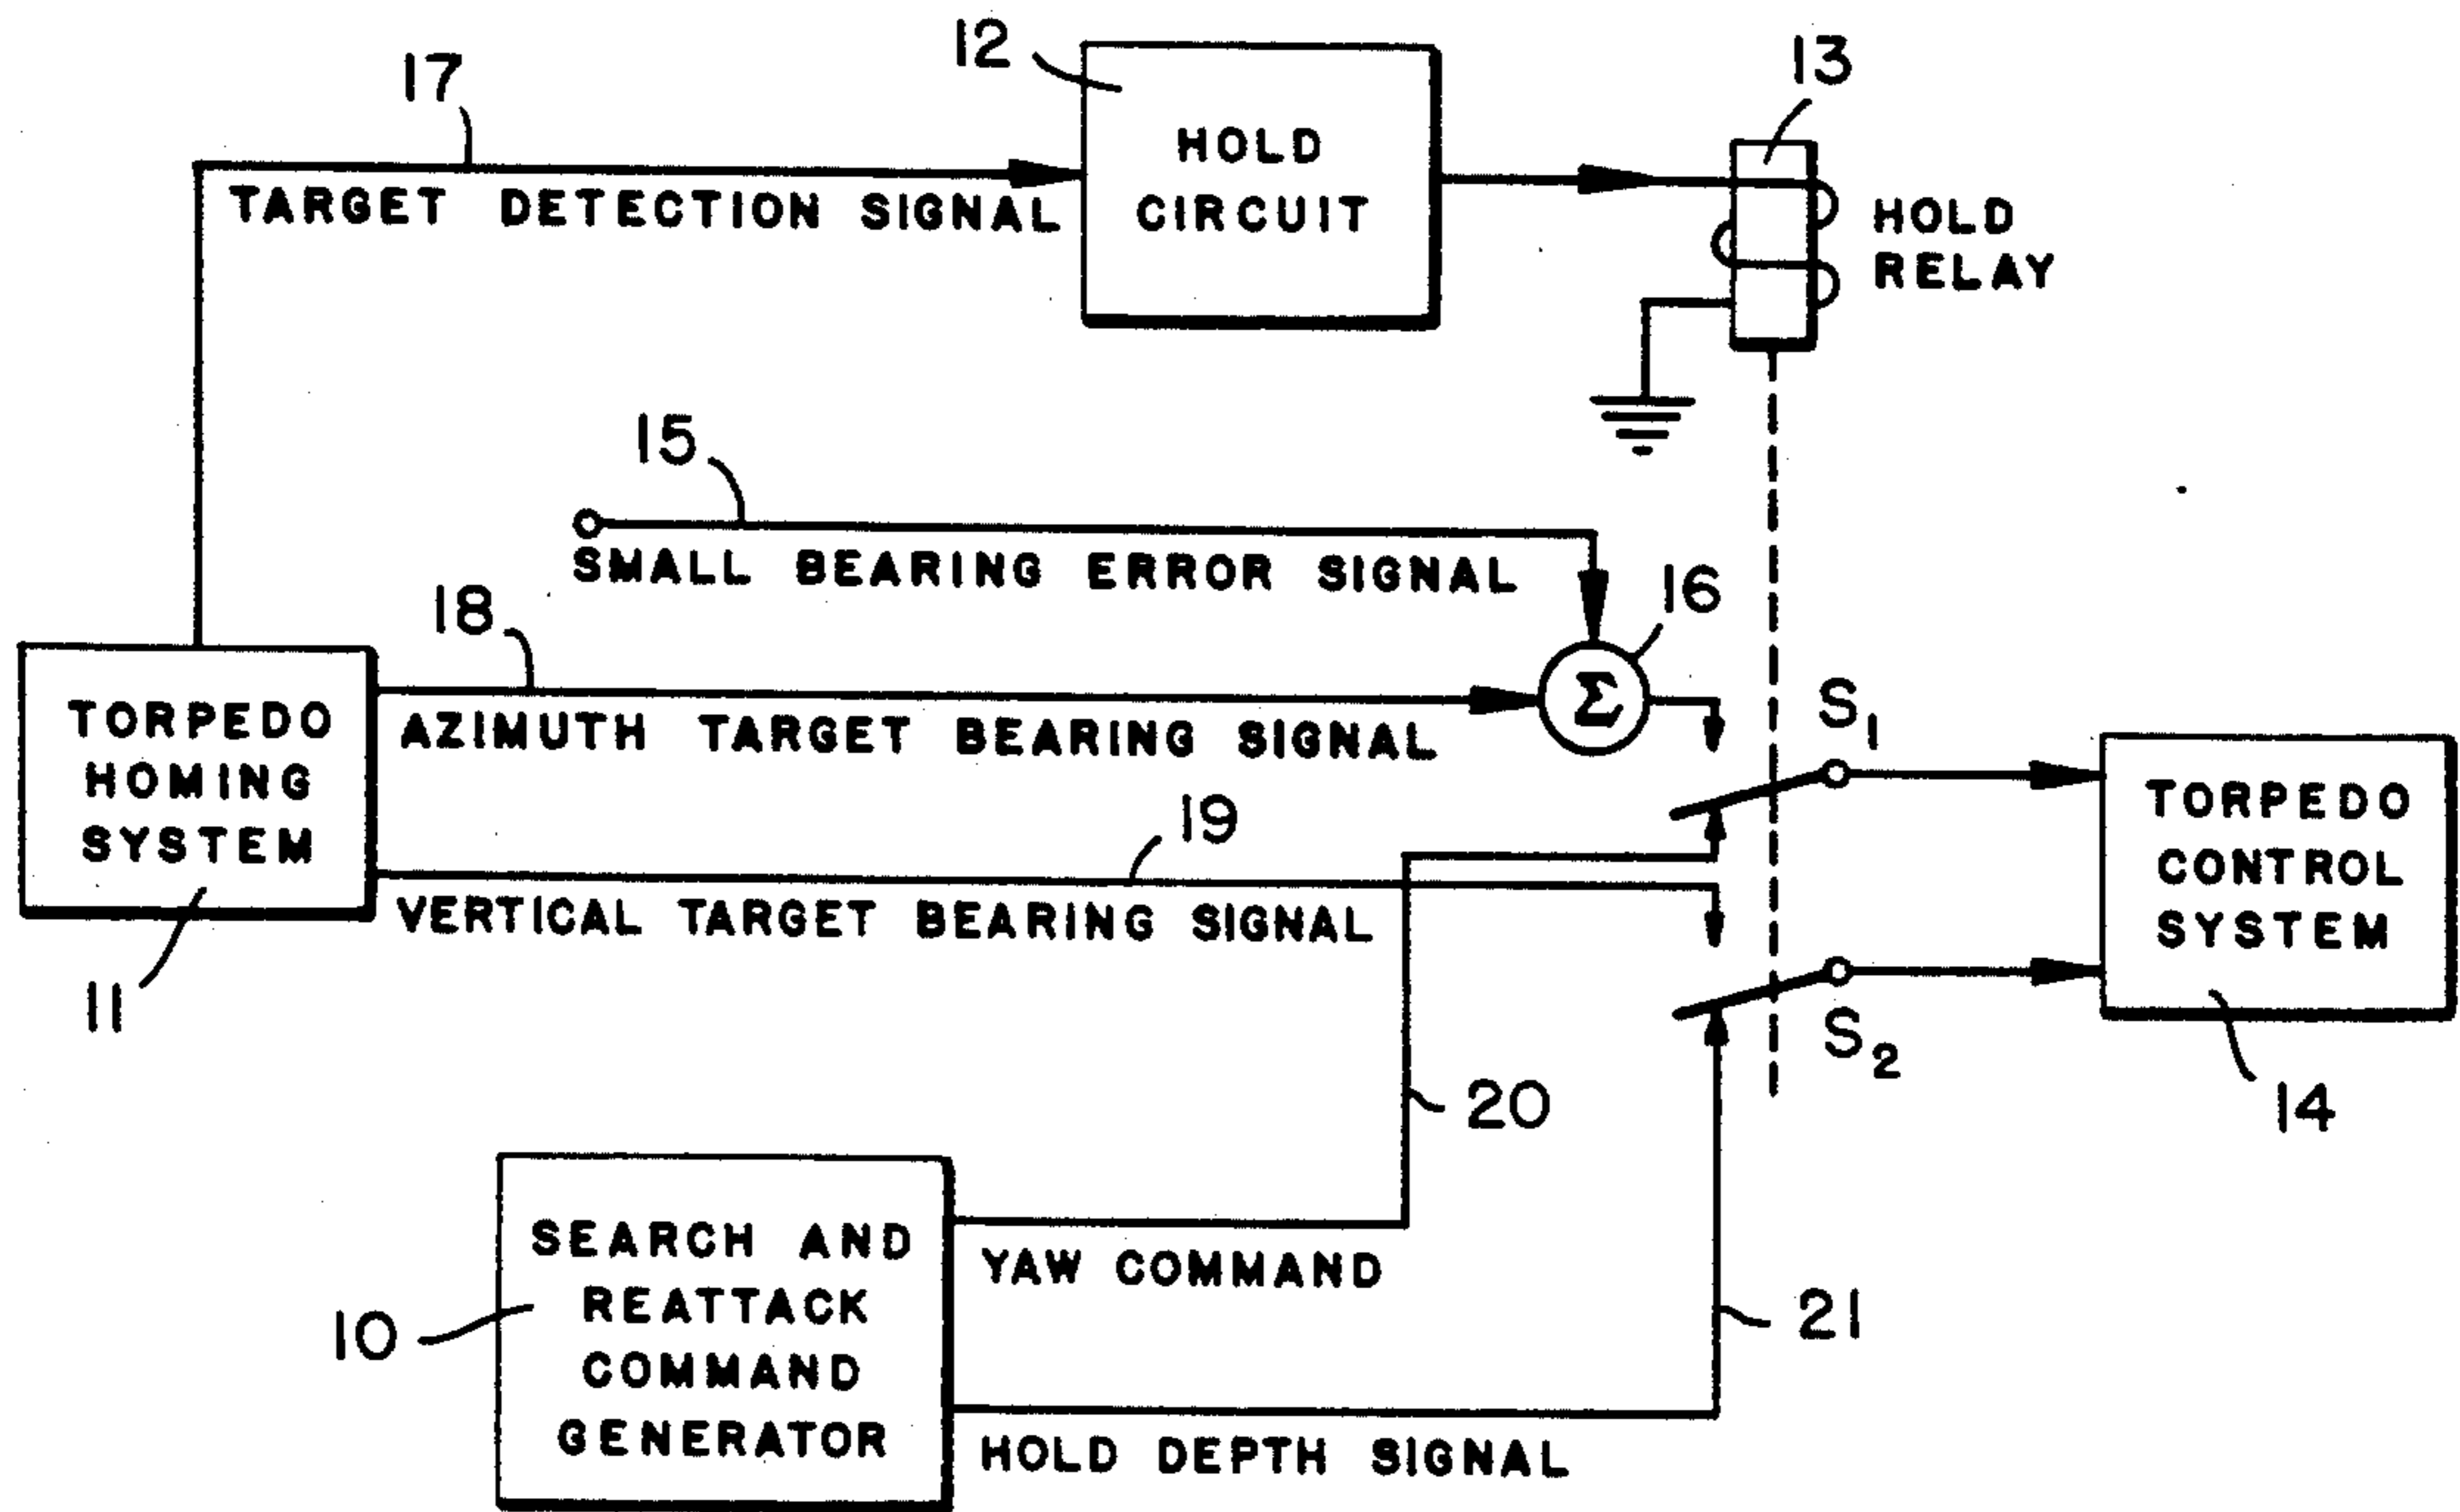 12
13
17
HOLD
CIRCUIT
TARGET DETECTION SIGNAL
HOLD
RELAY
15
SMALL BEARING ERROR SIGNAL
16
18
Σ
TORPEDO
HOMING
SYSTEM
AZIMUTH TARGET BEARING SIGNAL
S1
19
TORPEDO
CONTROL
SYSTEM
VERTICAL TARGET BEARING SIGNAL
11
S2
20
14
SEARCH AND
REATTACK
COMMAND
GENERATOR
YAW COMMAND
10
21
HOLD DEPTH SIGNAL